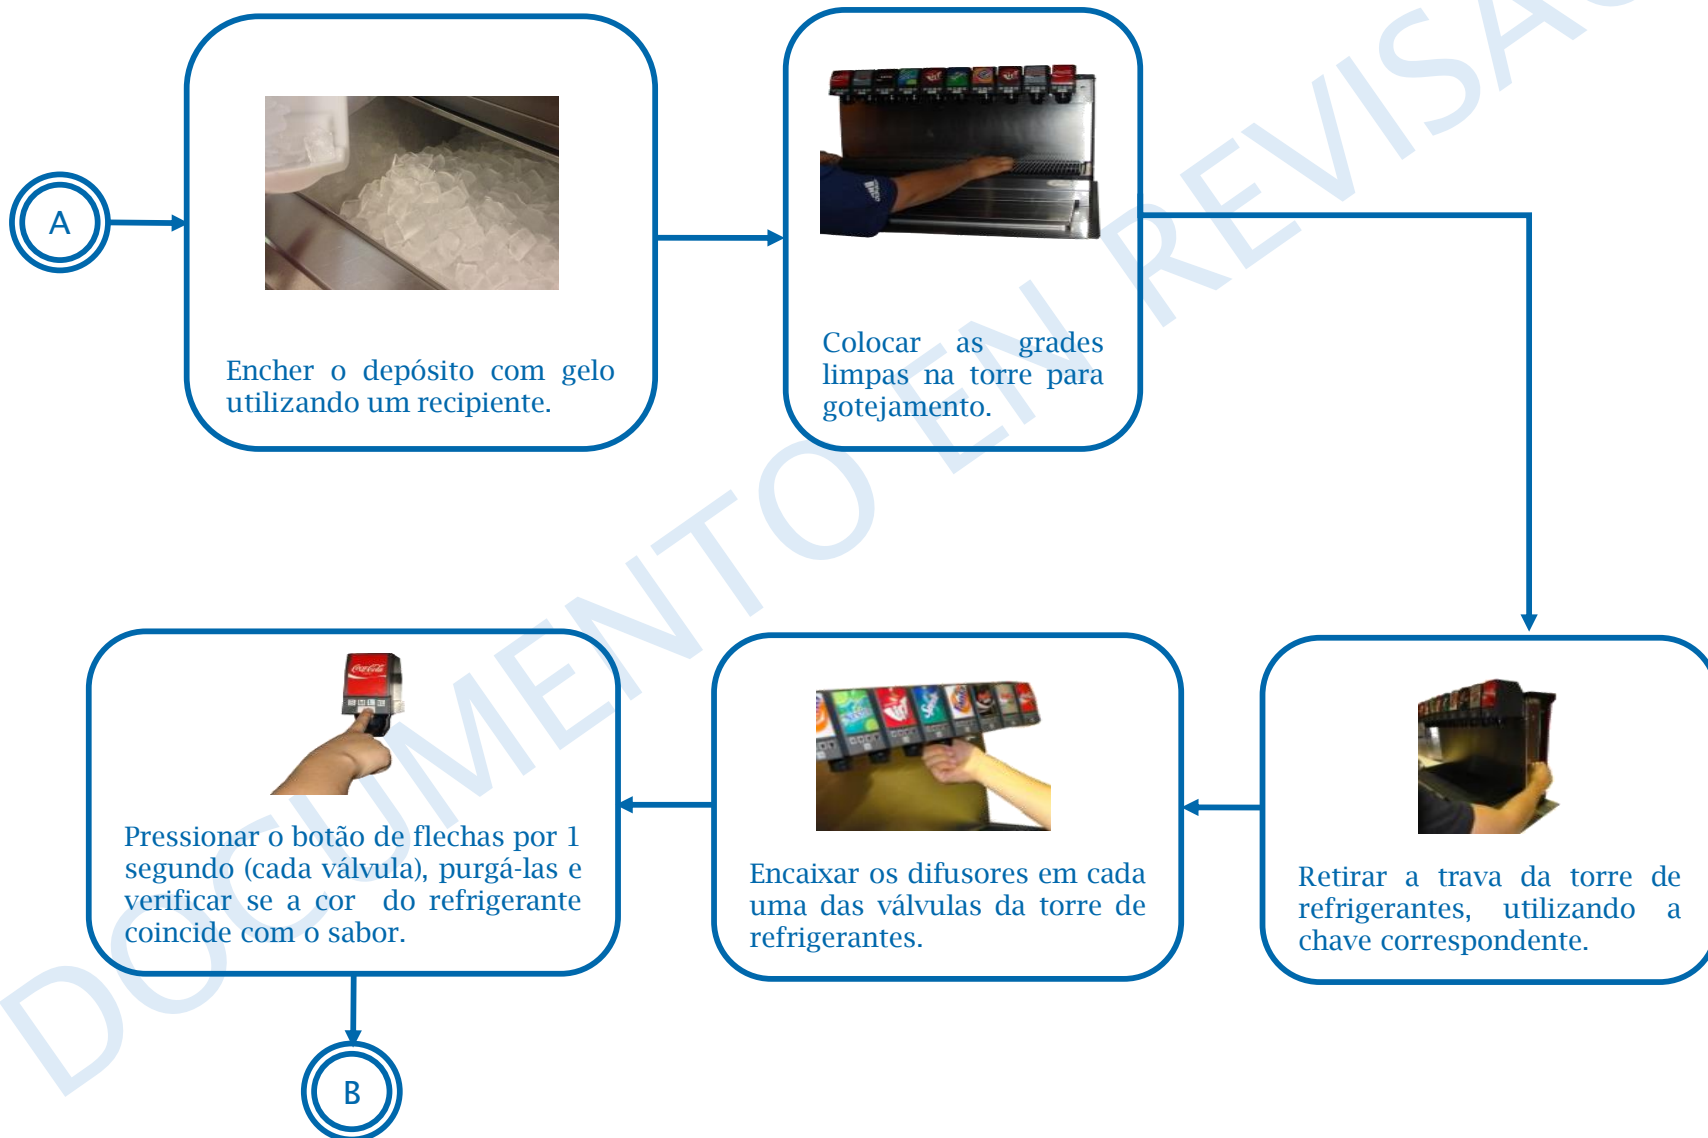 A
Encher o depósito com gelo
utilizando um recipiente.
Colocar as grades
limpas na torre para
gotejamento.
Retirar a trava da torre de
refrigerantes, utilizando a
chave correspondente.
Encaixar os difusores em cada
uma das válvulas da torre de
refrigerantes.
Coca-Cola
Pressionar o botão de flechas por 1
segundo (cada válvula), purgá-las e
verificar se a cor do refrigerante
coincide com o sabor.
B
DOCUMENTO EN REVISAO